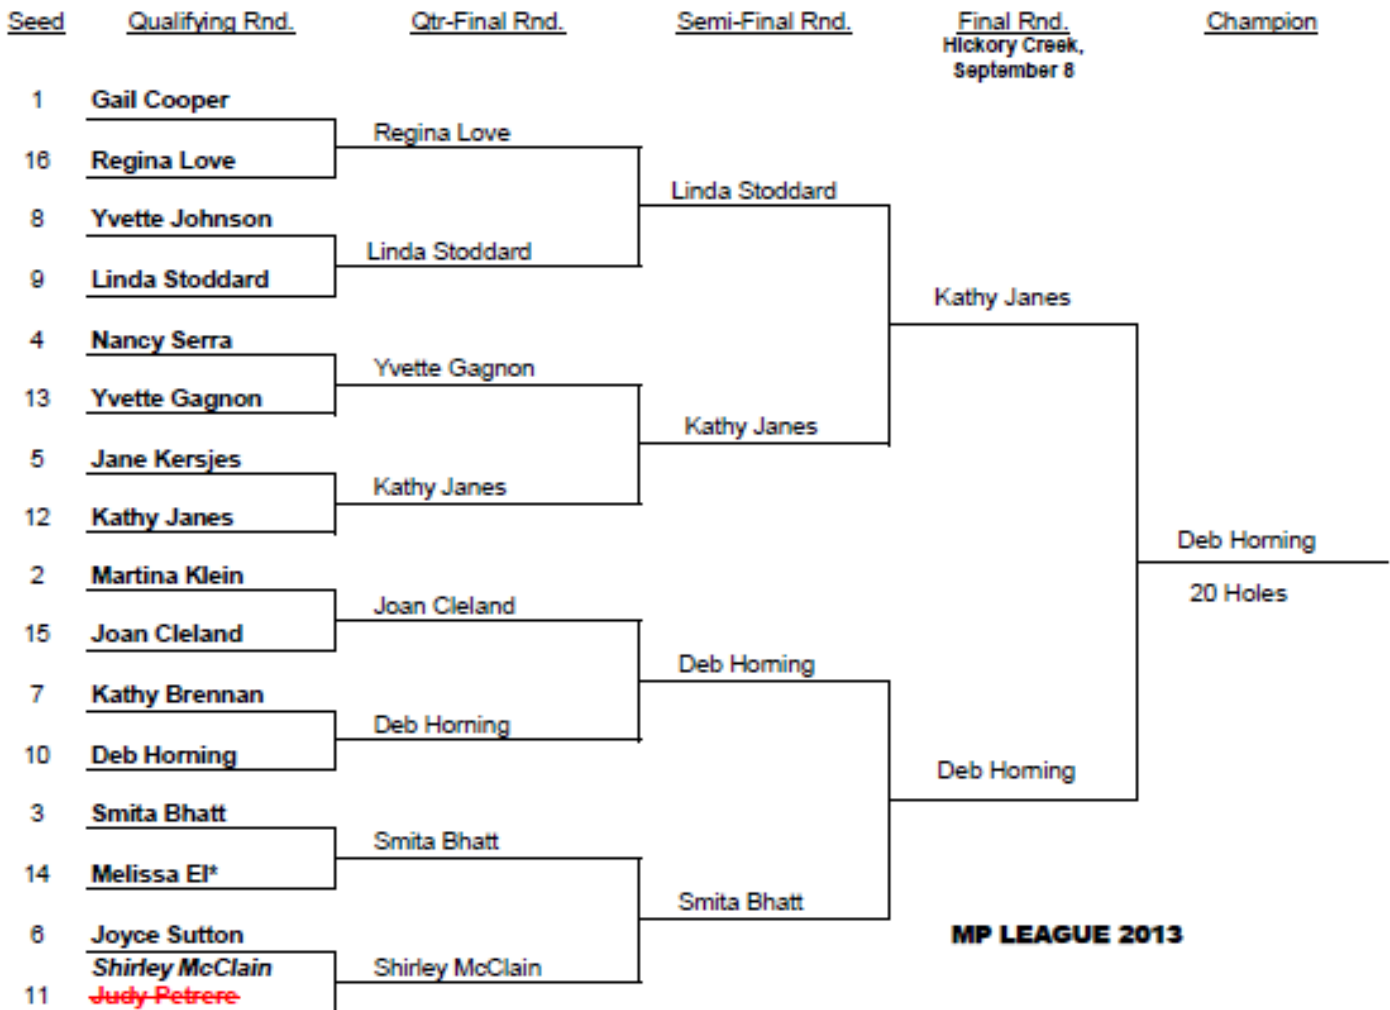 Seed Qualifying Rnd. Qtr-Final Rnd. Semi-Final Rnd. Final Rnd. Champion
Hickory Creek,
September 8
1 Gail Cooper
Regina Love
16 Regina Love
Linda Stoddard
8 Yvette Johnson
Linda Stoddard
9 Linda Stoddard
Kathy Janes
4 Nancy Serra
Yvette Gagnon
13 Yvette Gagnon
Kathy Janes
5 Jane Kersjes
Kathy Janes
12 Kathy Janes
Deb Horning
2 Martina Klein
20 Holes
Joan Cleland
15 Joan Cleland
Deb Horning
7 Kathy Brennan
Deb Horning
10 Deb Horning
Deb Horning
3 Smita Bhatt
Smita Bhatt
14 Melissa El*
Smita Bhatt
6 Joyce Sutton MP LEAGUE 2013
Shirley McClain Shirley McClain
11 Judy Petrere